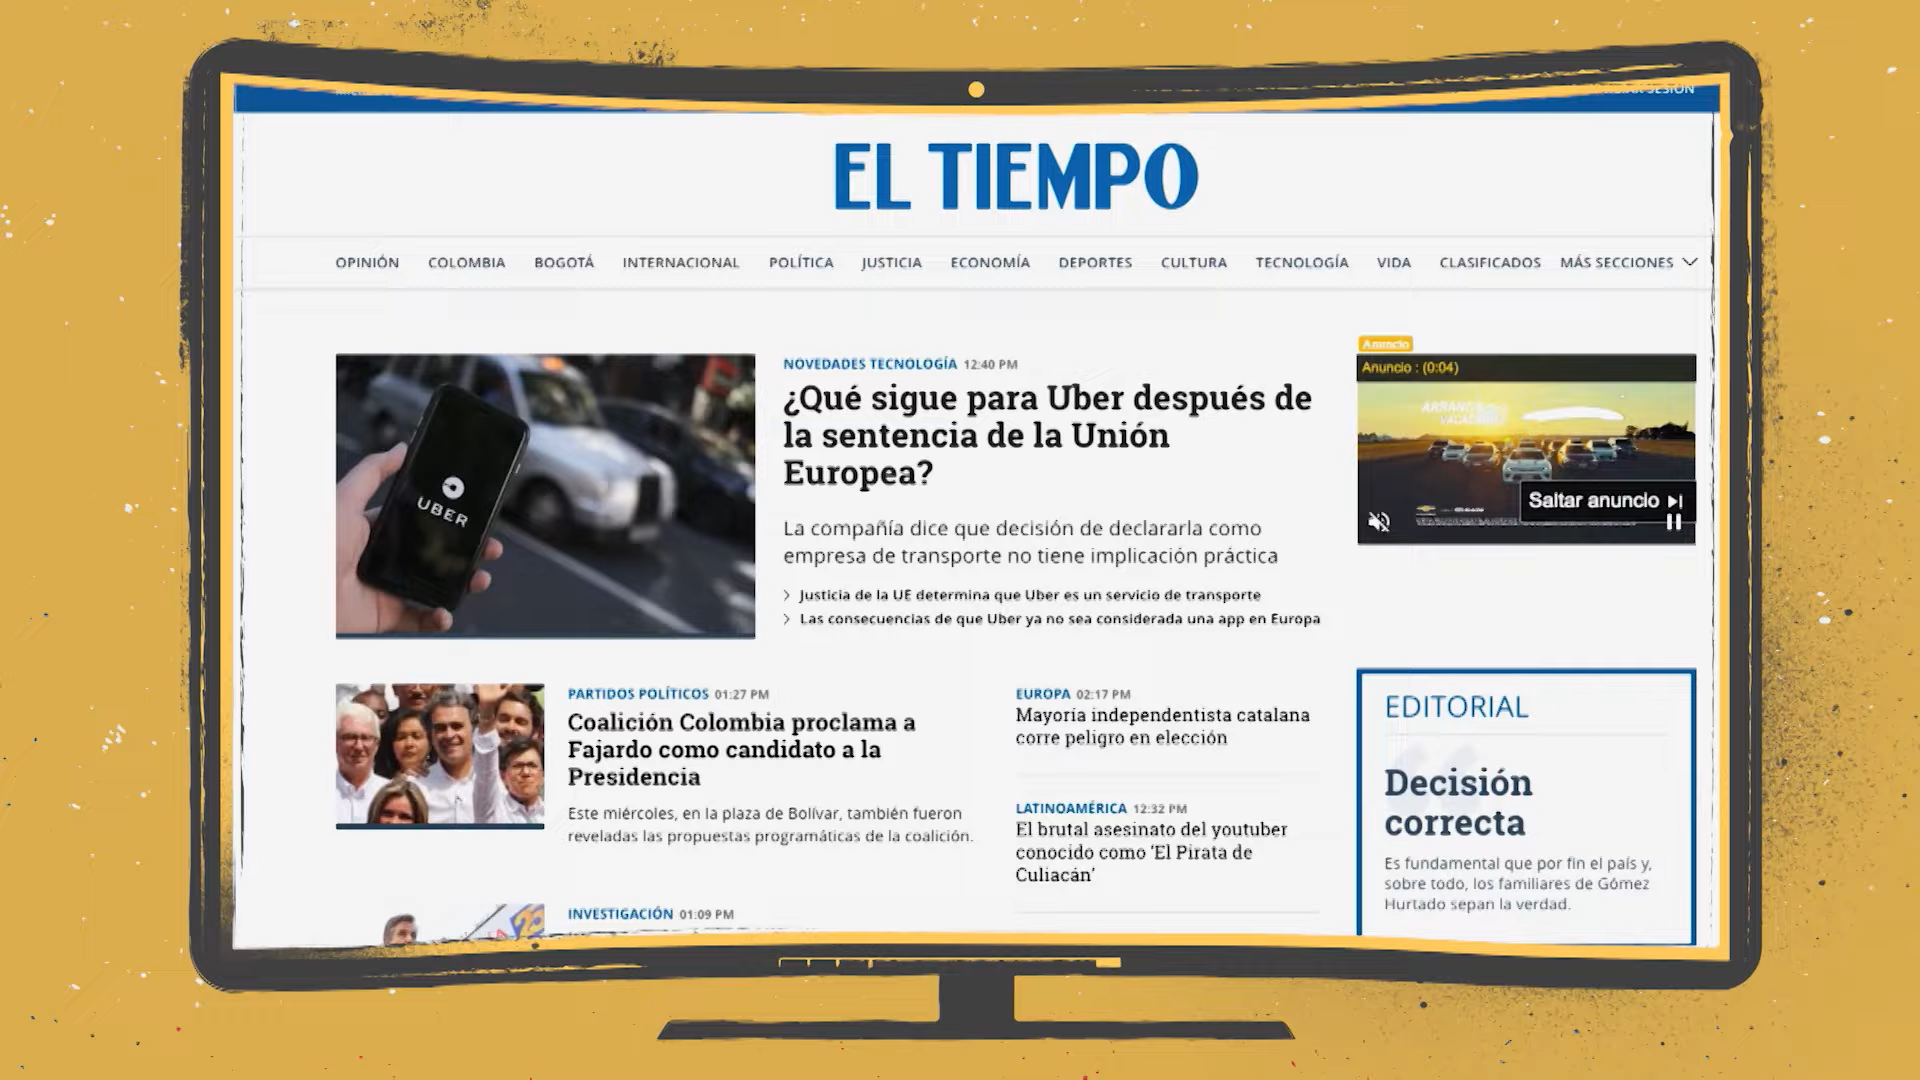 SESIÓN
EL TIEMPO
OPINIÓN COLOMBIA BOGOTÁ INTERNACIONAL POLÍTICA JUSTICIA ECONOMÍA DEPORTES CULTURA TECNOLOGÍA VIDA CLASIFICADOS MÁS SECCIONES
UBER
NOVEDADES TECNOLOGÍA 12:40 PM
¿Qué sigue para Uber después de
la sentencia de la Unión
Europea?
La compañía dice que decisión de declararla como
empresa de transporte no tiene implicación práctica
Justicia de la UE determina que Uber es un servicio de transporte
Las consecuencias de que Uber ya no sea considerada una app en Europa
Anuncio
Anuncio : (0:04)
Saltar anuncio
PARTIDOS POLÍTICOS 01:27 PM
Coalición Colombia proclama a
Fajardo como candidato a la
Presidencia
Este miércoles, en la plaza de Bolívar, también fueron
reveladas las propuestas programáticas de la coalición.
INVESTIGACIÓN 01:09 PM
EUROPA 02:17 PM
Mayoría independentista catalana
corre peligro en elección
LATINOAMÉRICA 12:32 PM
El brutal asesinato del youtuber
conocido como ‘El Pirata de
Culiacán’
EDITORIAL
Decisión
correcta
Es fundamental que por fin el país y,
sobre todo, los familiares de Gómez
Hurtado sepan la verdad.